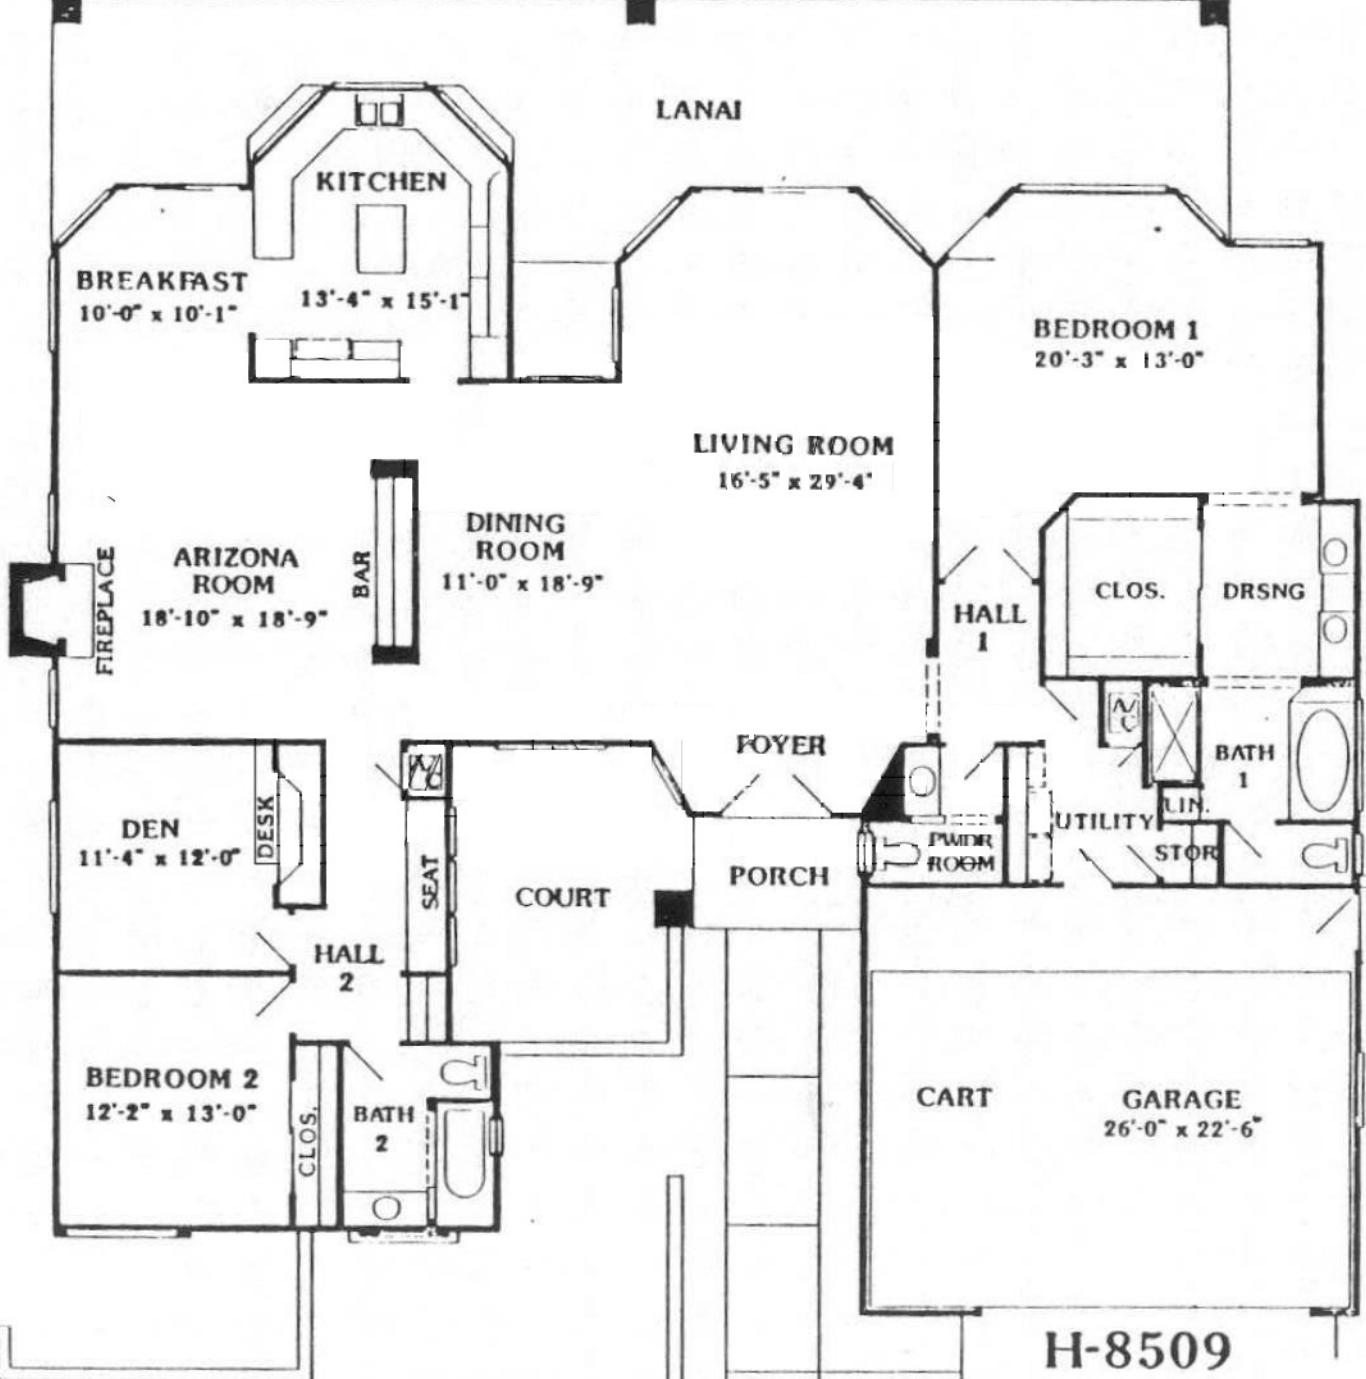 LANAI
KITCHEN
13'-4" x 15'-1"
BREAKFAST
10'-0" x 10'-1"
BEDROOM 1
20'-3" x 13'-0"
LIVING ROOM
16'-5" x 29'-4"
DINING
ROOM
11'-0" x 18'-9"
BAR
ARIZONA
ROOM
18'-10" x 18'-9"
FIREPLACE
CLOS.
DRSNG
HALL
1
A/C
BATH
1
LIN.
UTILITY
STOR
FOYER
PWDR
ROOM
PORCH
A/C
DEN
11'-4" x 12'-0"
DESK
SEAT
COURT
HALL
2
BEDROOM 2
12'-2" x 13'-0"
CLOS.
BATH
2
CART
GARAGE
26'-0" x 22'-6"
H-8509